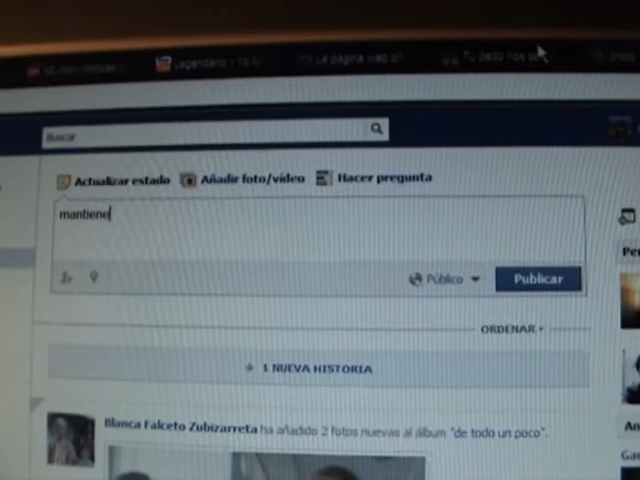 Buscar
Actualizar estado Añadir foto/vídeo Hacer pregunta
mantiene
Público Publicar
ORDENAR
+ 1 NUEVA HISTORIA
Blanca Falceto Zubizarreta ha añadido 2 fotos nuevas al álbum "de todo un poco".